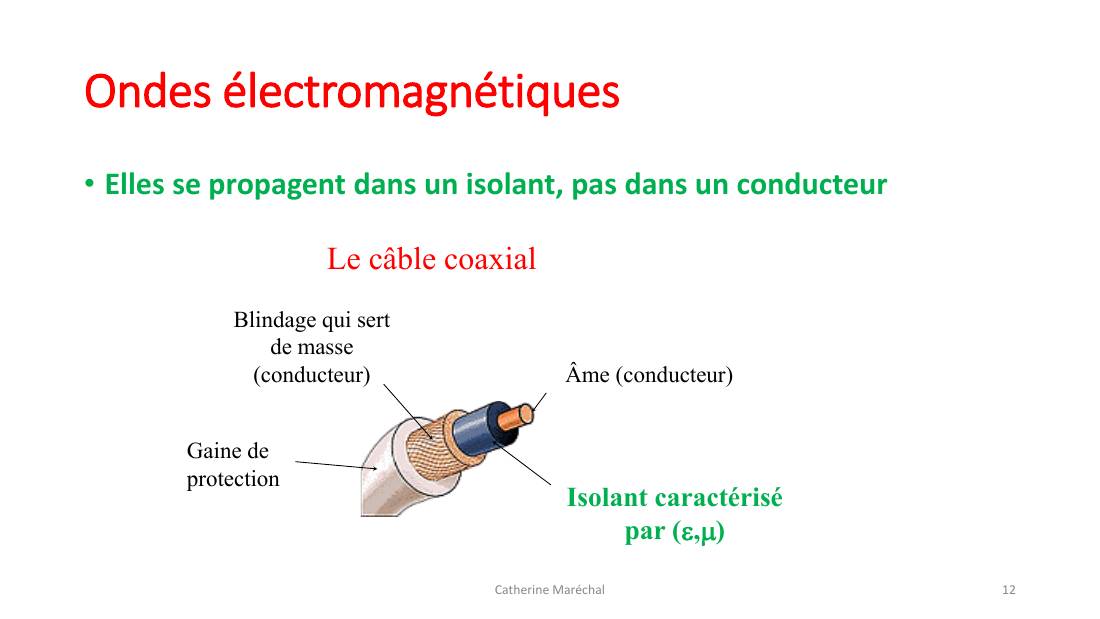 Ondes électromagnétiques
• Elles se propagent dans un isolant, pas dans un conducteur
Le câble coaxial
Blindage qui sert
de masse
(conducteur)
Âme (conducteur)
Gaine de
protection
Isolant caractérisé
par (ε,μ)
Catherine Maréchal
12